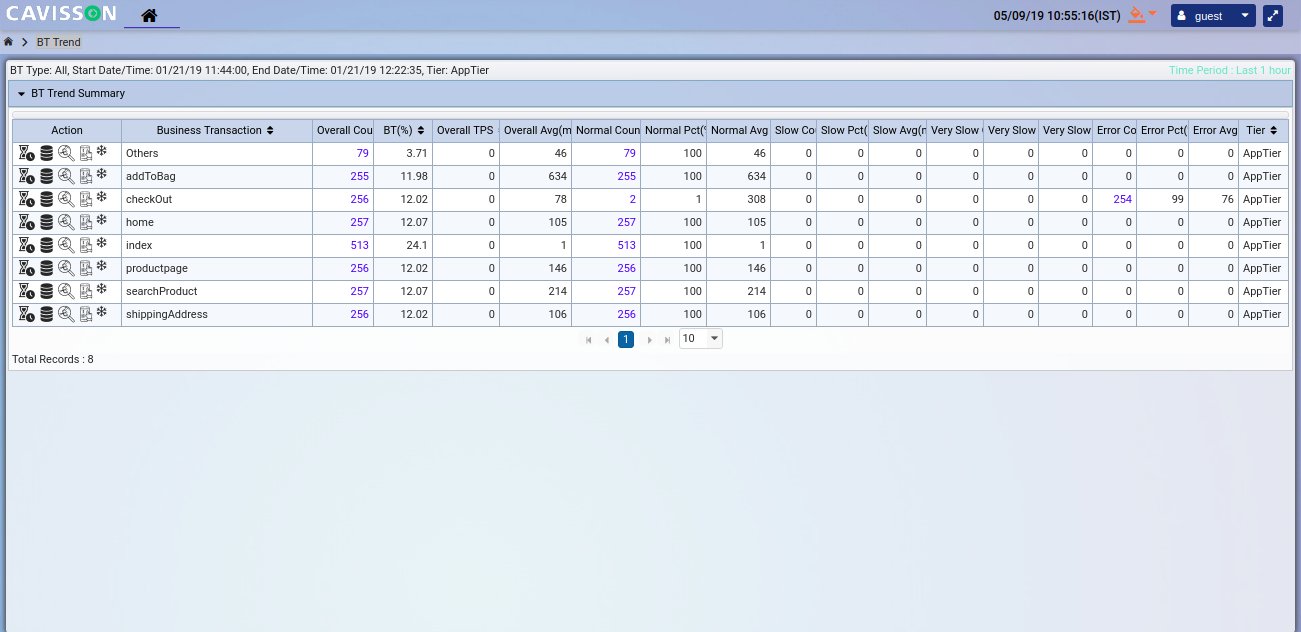 CAVISSON
05/09/19 10:55:16(IST)
guest
BT Trend
BT Type: All, Start Date/Time: 01/21/19 11:44:00, End Date/Time: 01/21/19 12:22:35, Tier: AppTier
Time Period : Last 1 hour
BT Trend Summary
Action Business Transaction Overall Cou BT(%) Overall TPS Overall Avg(m Normal Coun Normal Pct(% Normal Avg Slow Co Slow Pct( Slow Avg(m Very Slow Very Slow Very Slow Error Co Error Pct( Error Avg Tier
Others 79 3.71 0 46 79 100 46 0 0 0 0 0 0 0 0 0 AppTier
addToBag 255 11.98 0 634 255 100 634 0 0 0 0 0 0 0 0 0 AppTier
checkOut 256 12.02 0 78 2 1 308 0 0 0 0 0 0 254 99 76 AppTier
home 257 12.07 0 105 257 100 105 0 0 0 0 0 0 0 0 0 AppTier
index 513 24.1 0 1 513 100 1 0 0 0 0 0 0 0 0 0 AppTier
productpage 256 12.02 0 146 256 100 146 0 0 0 0 0 0 0 0 0 AppTier
searchProduct 257 12.07 0 214 257 100 214 0 0 0 0 0 0 0 0 0 AppTier
shippingAddress 256 12.02 0 106 256 100 106 0 0 0 0 0 0 0 0 0 AppTier
1 10
Total Records : 8